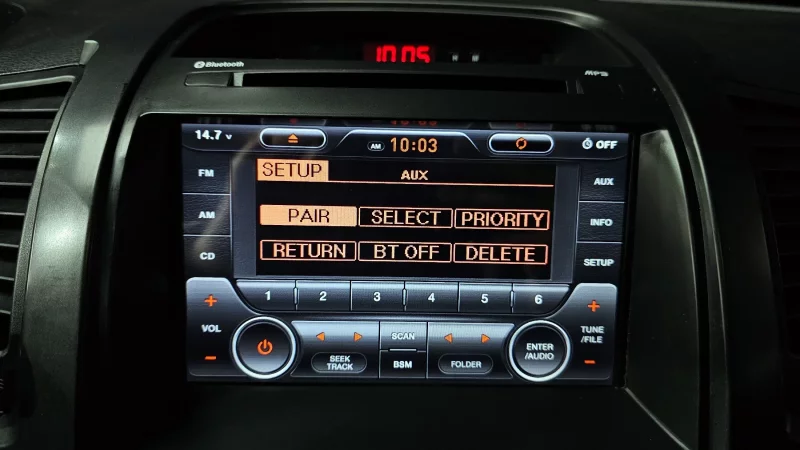 Bluetooth
10:05
MP3
14.7 v
AM 10:03
OFF
SETUP
AUX
FM
AUX
PAIR
SELECT
PRIORITY
AM
INFO
RETURN
BT OFF
DELETE
CD
SETUP
1 2 3 4 5 6
+
+
VOL
SCAN
TUNE
/FILE
ENTER
/AUDIO
-
-
SEEK
TRACK
BSM
FOLDER